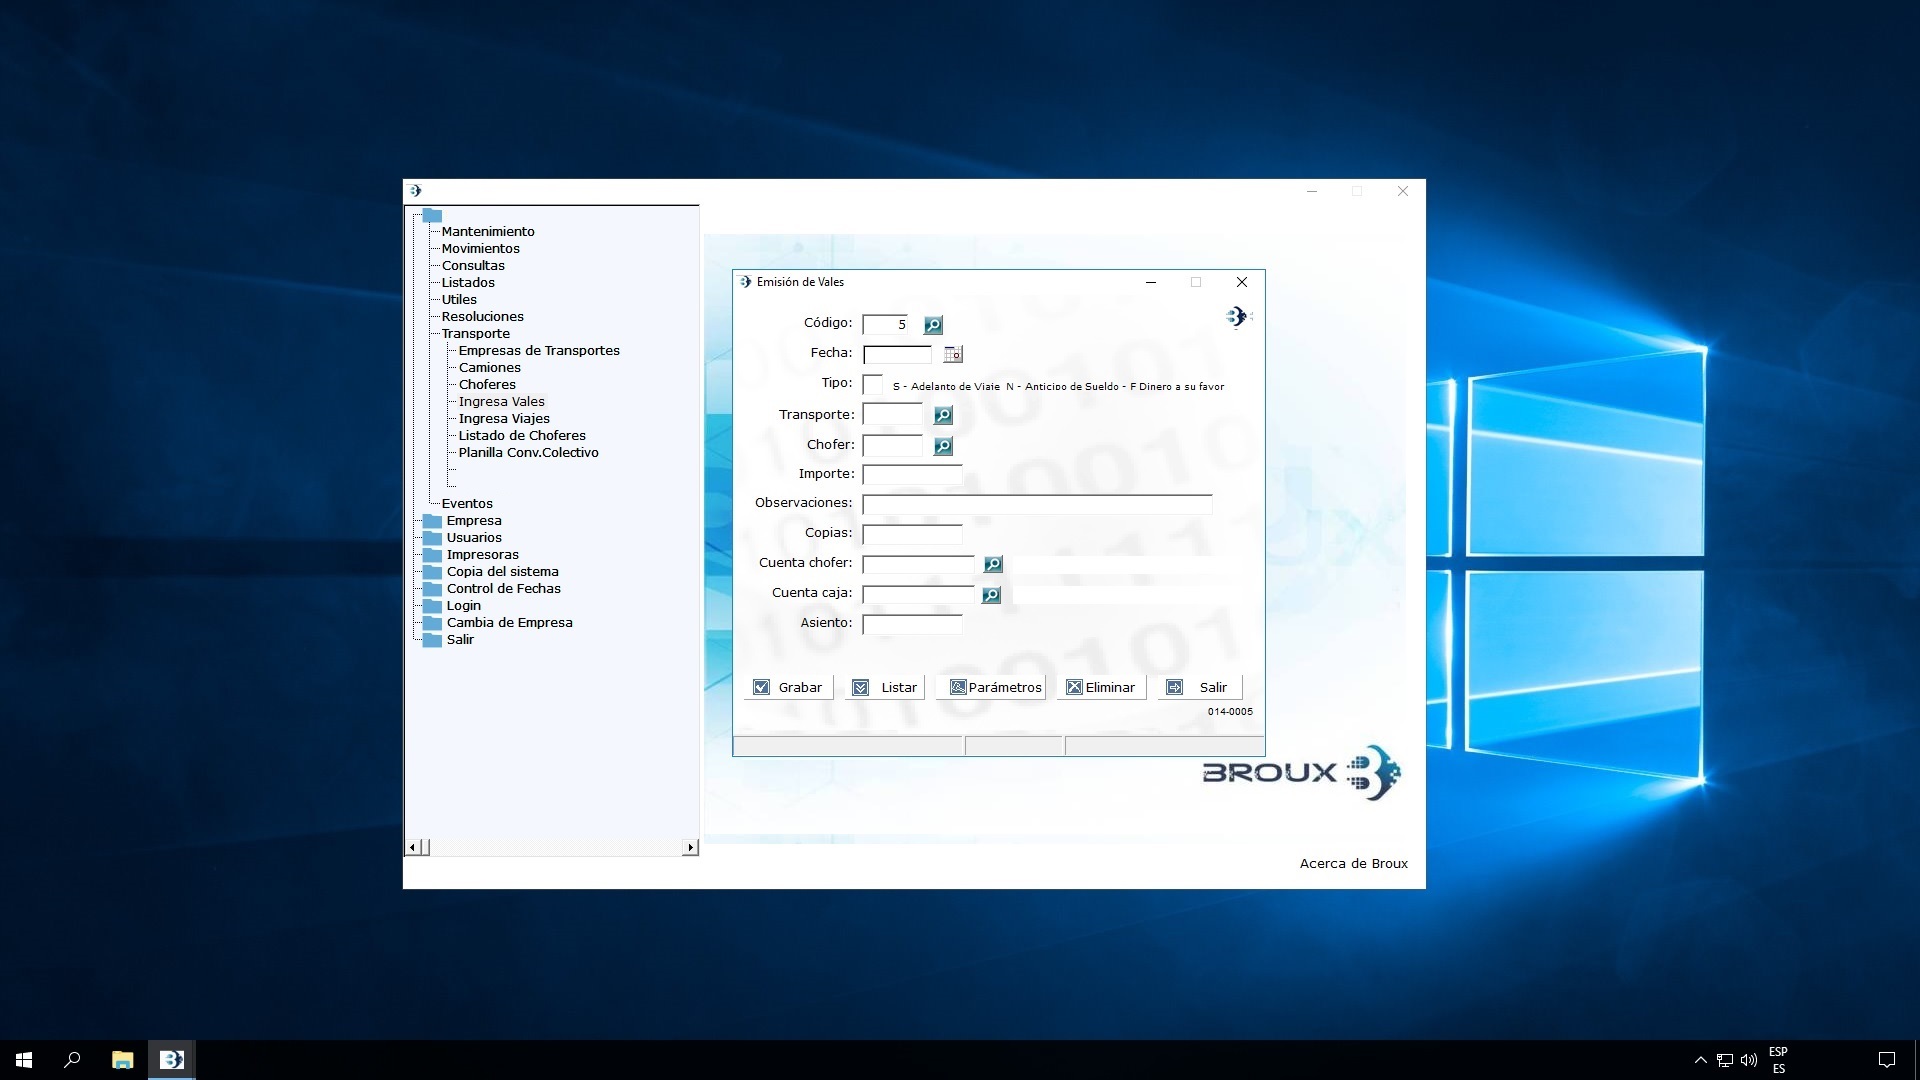 Mantenimiento
Movimientos
Consultas
Listados
Utiles
Resoluciones
Transporte
Empresas de Transportes
Camiones
Choferes
Ingresa Vales
Ingresa Viajes
Listado de Choferes
Planilla Conv.Colectivo
Eventos
Empresa
Usuarios
Impresoras
Copia del sistema
Control de Fechas
Login
Cambia de Empresa
Salir
Emisión de Vales
Código: 5
Fecha:
Tipo: S - Adelanto de Viaje N - Anticipo de Sueldo - F Dinero a su favor
Transporte:
Chofer:
Importe:
Observaciones:
Copias:
Cuenta chofer:
Cuenta caja:
Asiento:
Grabar Listar Parámetros Eliminar Salir
014-0005
BROUX
Acerca de Broux
ESP
ES